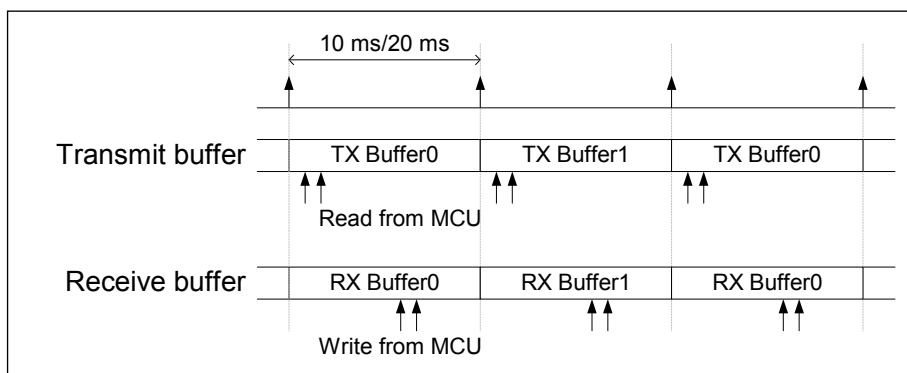 10 ms/20 ms
Transmit buffer TX Buffer0 TX Buffer1 TX Buffer0
Read from MCU
Receive buffer RX Buffer0 RX Buffer1 RX Buffer0
Write from MCU